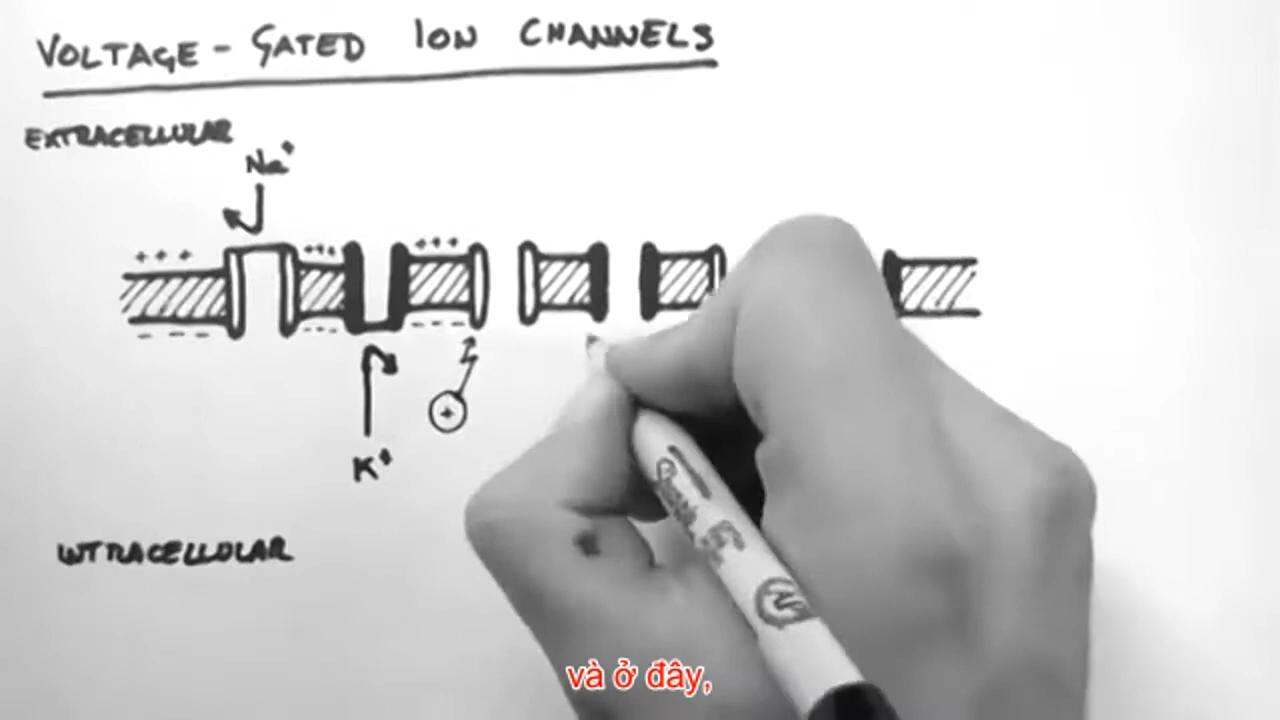 VOLTAGE-GATED ION CHANNELS
EXTRACELLULAR
Na+
+ + +
+++
+++
- - - -
- - -
- - - -
+
K+
INTRACELLULAR
và ở đây,